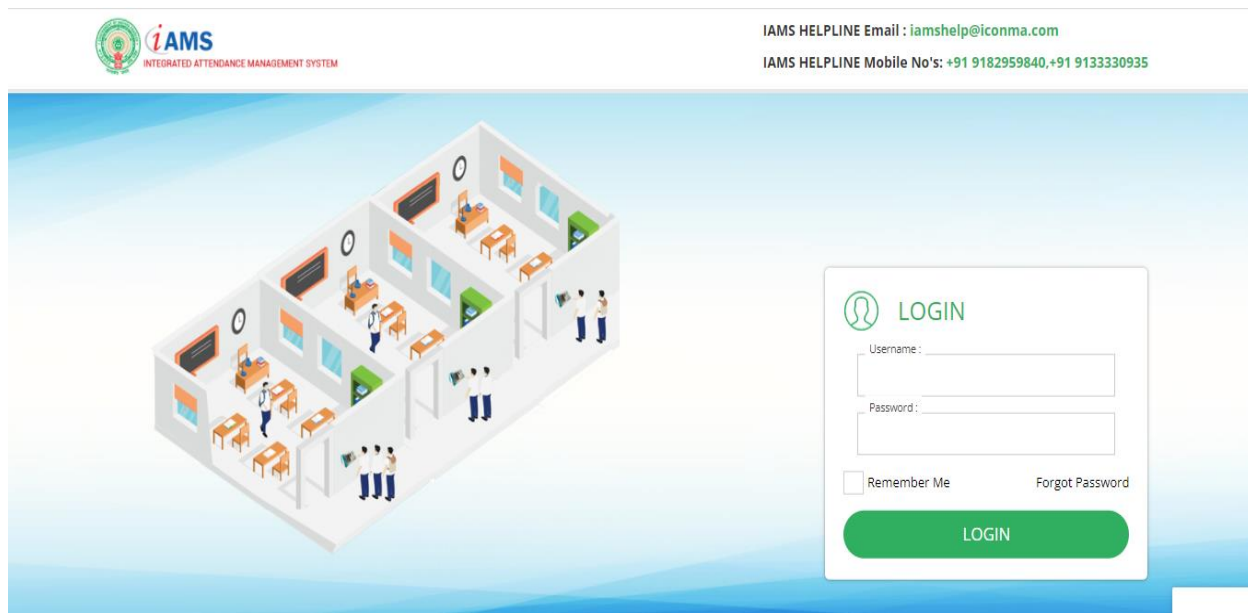 iAMS
INTEGRATED ATTENDANCE MANAGEMENT SYSTEM
IAMS HELPLINE Email : iamshelp@iconma.com
IAMS HELPLINE Mobile No's: +91 9182959840,+91 9133330935
LOGIN
Username :
Password :
Remember Me
Forgot Password
LOGIN